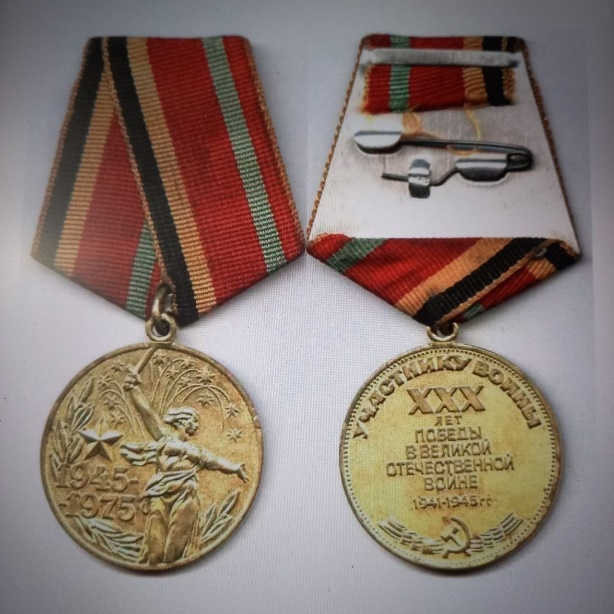 1945-
-1975
УЧАСТНИКУ ВОЙНЫ
XXX
ЛЕТ
ПОБЕДЫ
В ВЕЛИКОЙ
ОТЕЧЕСТВЕННОЙ
ВОЙНЕ
1941-1945 гг